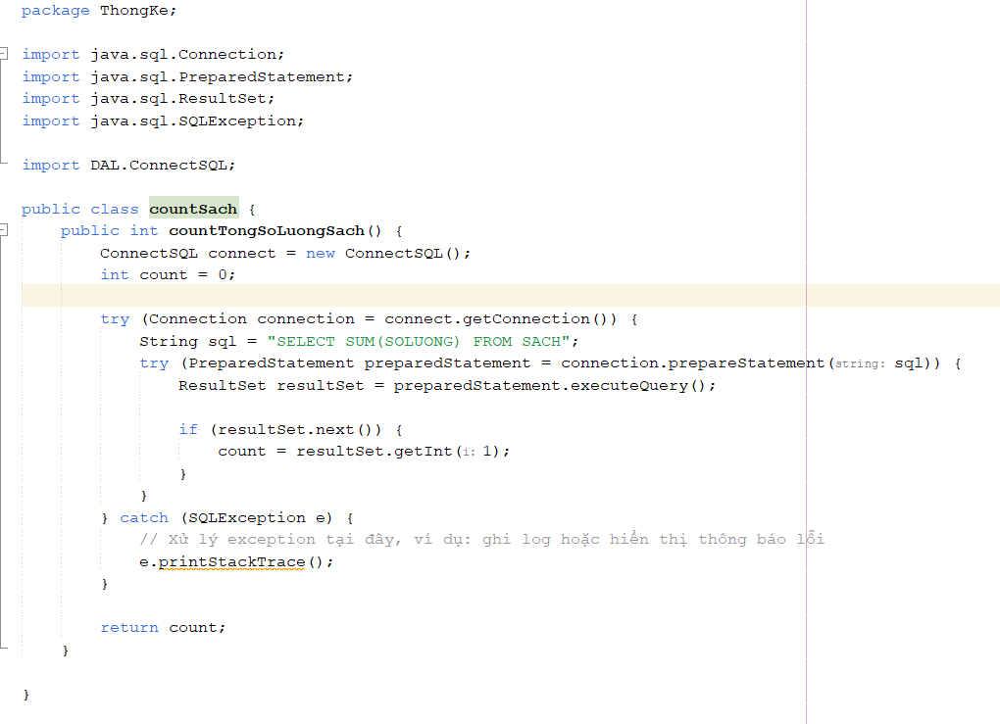 package ThongKe;
import java.sql.Connection;
import java.sql.PreparedStatement;
import java.sql.ResultSet;
import java.sql.SQLException;
import DAL.ConnectSQL;
public class countSach {
public int countTongSoLuongSach() {
ConnectSQL connect = new ConnectSQL();
int count = 0;
try (Connection connection = connect.getConnection()) {
String sql = "SELECT SUM(SOLUONG) FROM SACH";
try (PreparedStatement preparedStatement = connection.prepareStatement(string: sql)) {
ResultSet resultSet = preparedStatement.executeQuery();
if (resultSet.next()) {
count = resultSet.getInt(i: 1);
}
}
} catch (SQLException e) {
// Xử lý exception tại đây, ví dụ: ghi log hoặc hiển thị thông báo lỗi
e.printStackTrace();
}
return count;
}
}